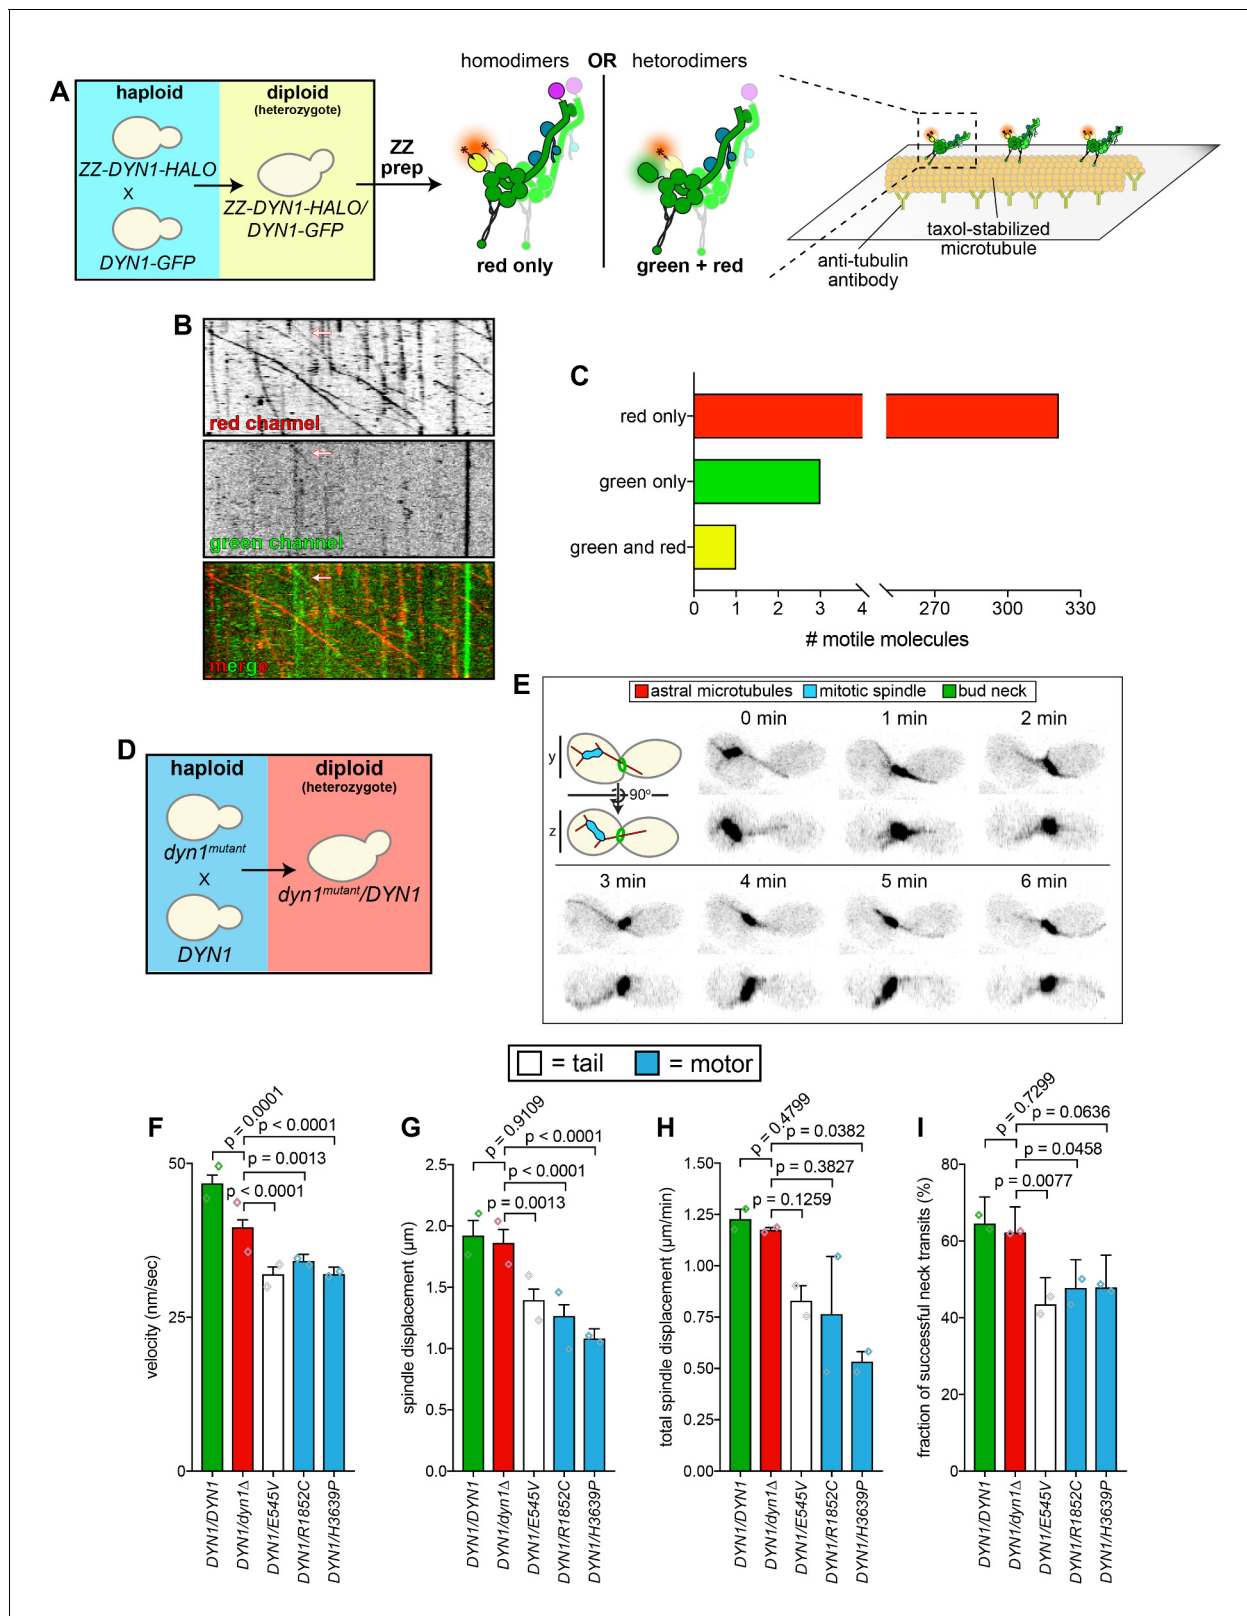 A
haploid
diploid
(heterozygote)
ZZ-DYN1-HALO
X
DYN1-GFP
ZZ-DYN1-HALO/
DYN1-GFP
ZZ
prep
homodimers OR hetorodimers
* *
*
red only
green + red
taxol-stabilized
microtubule
anti-tubulin
antibody
B
red channel
green channel
merge
C
red only
green only
green and red
0 1 2 3 4 270 300 330
# motile molecules
D
haploid
diploid
(heterozygote)
dyn1mutant
X
DYN1
dyn1mutant/DYN1
E
astral microtubules mitotic spindle bud neck
0 min 1 min 2 min
y
90º
z
3 min 4 min 5 min 6 min
= tail = motor
F
p = 0.0001
p < 0.0001
p = 0.0013
p < 0.0001
50
25
0
velocity (nm/sec)
DYN1/DYN1
DYN1/dyn1Δ
DYN1/E545V
DYN1/R1852C
DYN1/H3639P
G
p = 0.9109
p < 0.0001
p < 0.0001
p = 0.0013
2.5
2.0
1.5
1.0
0.5
0.0
spindle displacement (µm)
DYN1/DYN1
DYN1/dyn1Δ
DYN1/E545V
DYN1/R1852C
DYN1/H3639P
H
p = 0.4799
p = 0.0382
p = 0.3827
p = 0.1259
1.50
1.25
1.00
0.75
0.50
0.25
0.00
total spindle displacement (µm/min)
DYN1/DYN1
DYN1/dyn1Δ
DYN1/E545V
DYN1/R1852C
DYN1/H3639P
I
p = 0.7299
p = 0.0636
p = 0.0458
p = 0.0077
80
60
40
20
0
fraction of successful neck transits (%)
DYN1/DYN1
DYN1/dyn1Δ
DYN1/E545V
DYN1/R1852C
DYN1/H3639P